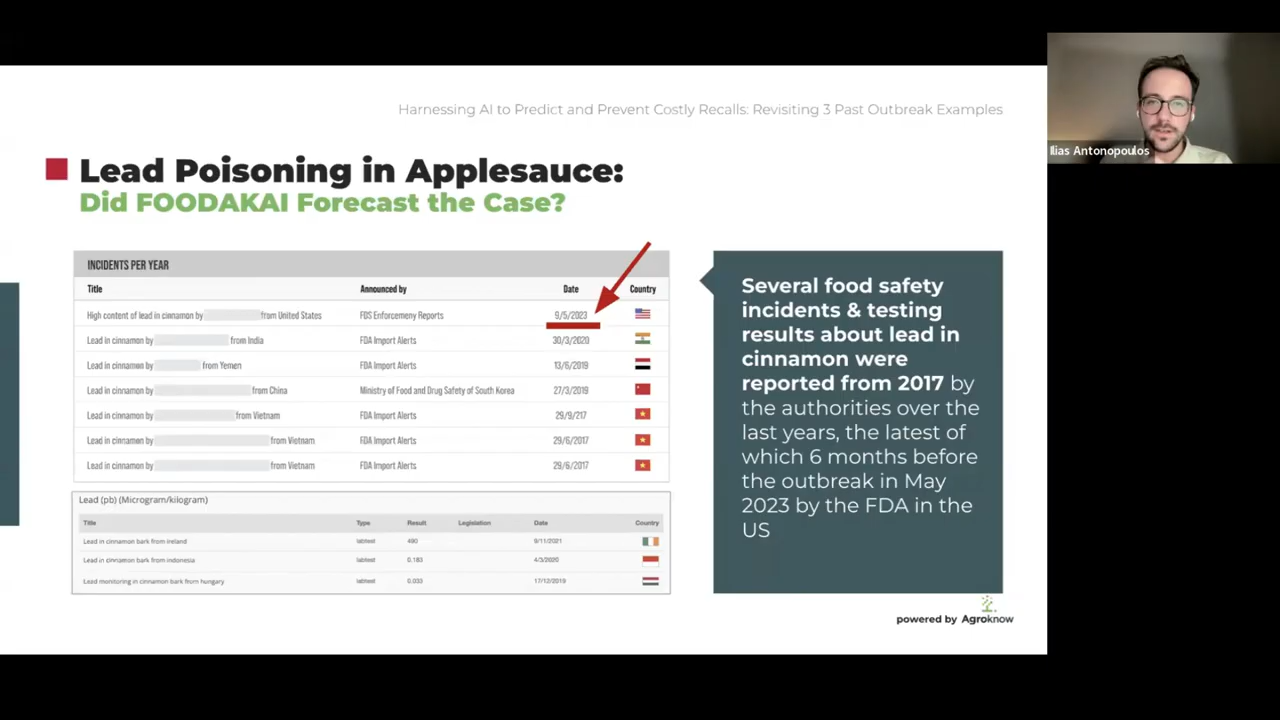 Harnessing AI to Predict and Prevent Costly Recalls: Revisiting 3 Past Outbreak Examples
Ilias Antonopoulos
Lead Poisoning in Applesauce:
Did FOODAKAI Forecast the Case?
INCIDENTS PER YEAR
Title Announced by Date Country
High content of lead in cinnamon by from United States FDS Enforcemeny Reports 9/5/2023
Lead in cinnamon by from India FDA Import Alerts 30/3/2020
Lead in cinnamon by from Yemen FDA Import Alerts 13/6/2019
Lead in cinnamon by from China Ministry of Food and Drug Safety of South Korea 27/3/2019
Lead in cinnamon by from Vietnam FDA Import Alerts 29/9/217
Lead in cinnamon by from Vietnam FDA Import Alerts 29/6/2017
Lead in cinnamon by from Vietnam FDA Import Alerts 29/6/2017
Lead (pb) (Microgram/kilogram)
Title Type Result Legislation Date Country
Lead in cinnamon bark from ireland labtest 480 9/11/2021
Lead in cinnamon bark from indonesia labtest 0.183 4/3/2020
Lead monitoring in cinnamon bark from hungary labtest 0.033 17/12/2019
Several food safety
incidents & testing
results about lead in
cinnamon were
reported from 2017 by
the authorities over the
last years, the latest of
which 6 months before
the outbreak in May
2023 by the FDA in the
US
powered by Agroknow